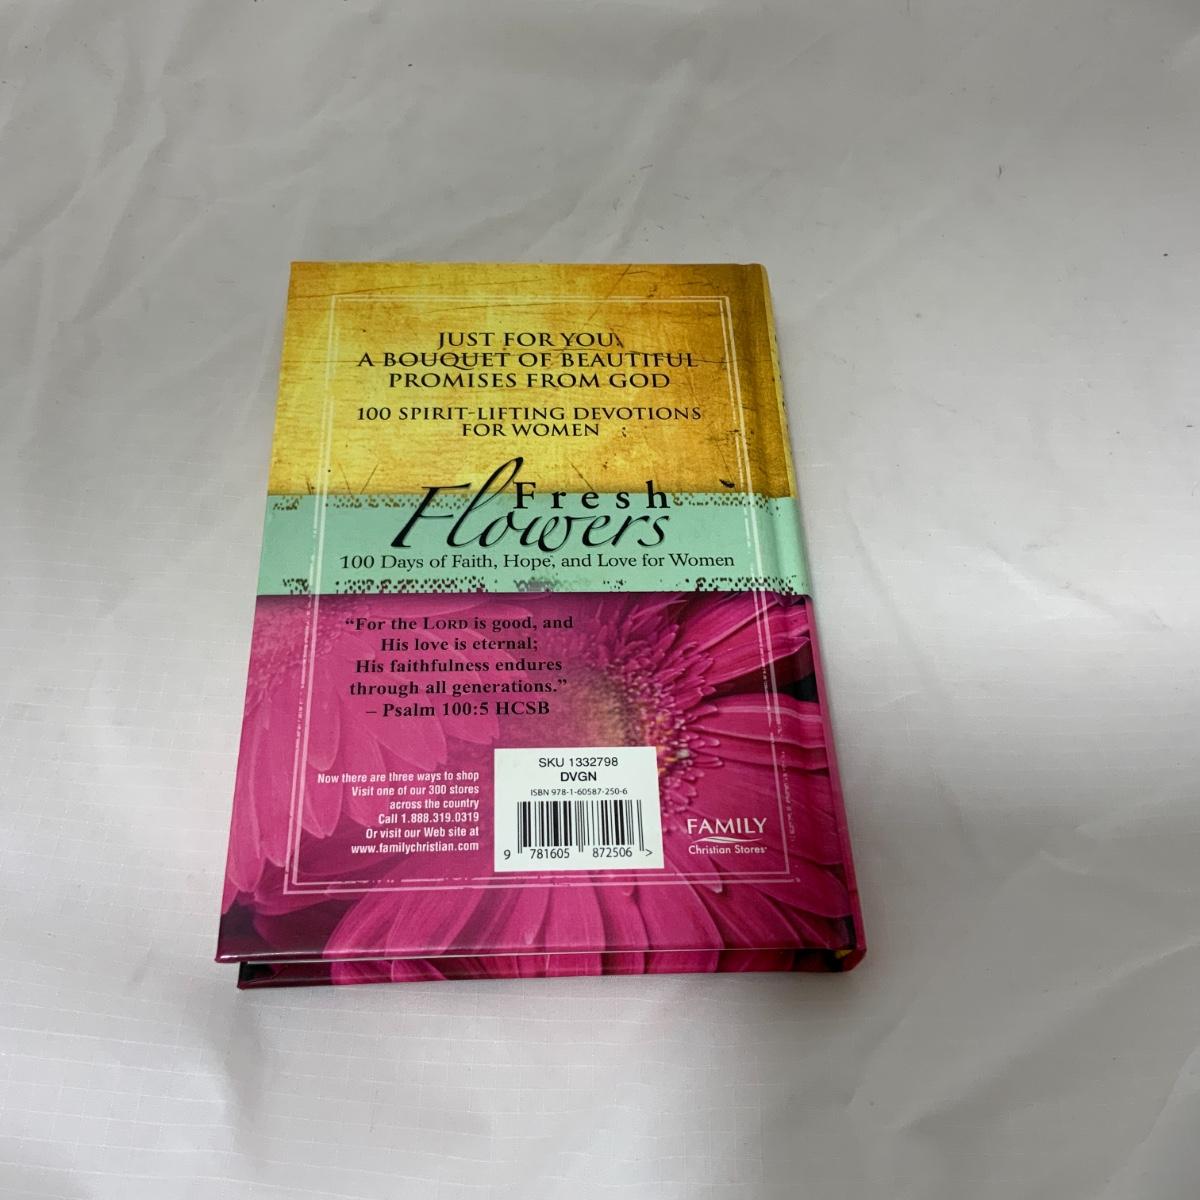 JUST FOR YOU,
A BOUQUET OF BEAUTIFUL
PROMISES FROM GOD
100 SPIRIT-LIFTING DEVOTIONS
FOR WOMEN
Fresh
Flowers
100 Days of Faith, Hope, and Love for Women
“For the LORD is good, and
His love is eternal;
His faithfulness endures
through all generations.”
– Psalm 100:5 HCSB
Now there are three ways to shop
Visit one of our 300 stores
across the country
Call 1.888.319.0319
Or visit our Web site at
www.familychristian.com
SKU 1332798
DVGN
ISBN 978-1-60587-250-6
9 781605 872506 >
FAMILY
Christian Stores